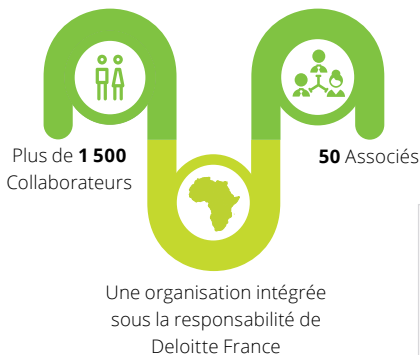 Plus de 1 500
Collaborateurs
50 Associés
Une organisation intégrée
sous la responsabilité de
Deloitte France